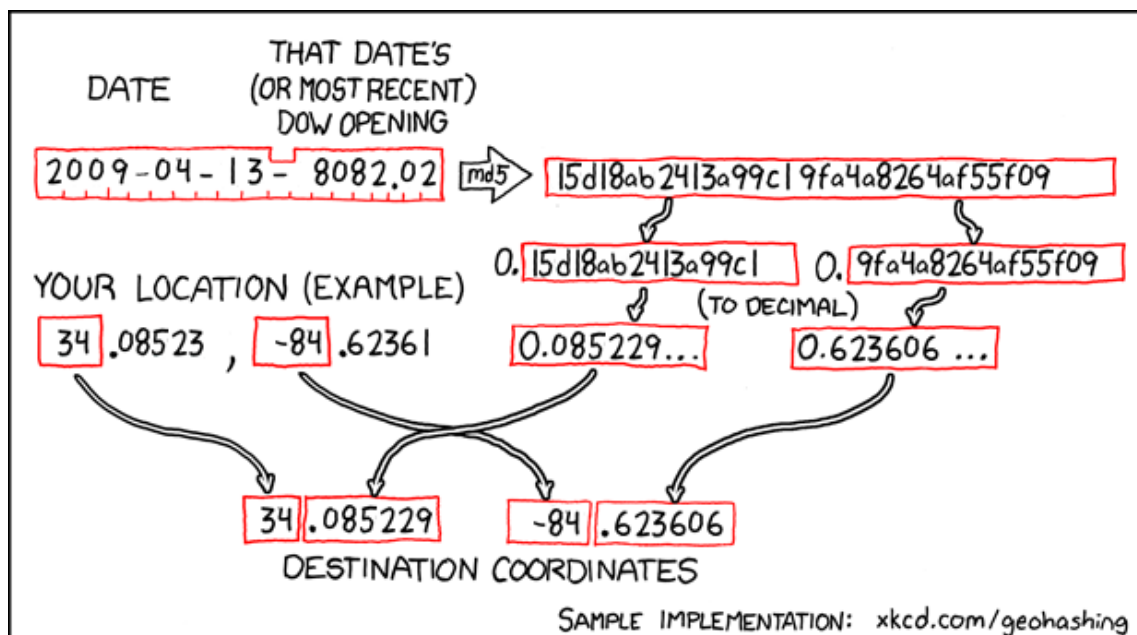 DATE
THAT DATE'S
(OR MOST RECENT)
DOW OPENING
2009-04-13-8082.02
md5
15d18ab2413a99c19fa4a8264af55f09
0.15d18ab2413a99c1
0.9fa4a8264af55f09
YOUR LOCATION (EXAMPLE)
(TO DECIMAL)
34.08523, -84.62361
0.085229...
0.623606...
34.085229
-84.623606
DESTINATION COORDINATES
SAMPLE IMPLEMENTATION: xkcd.com/geohashing